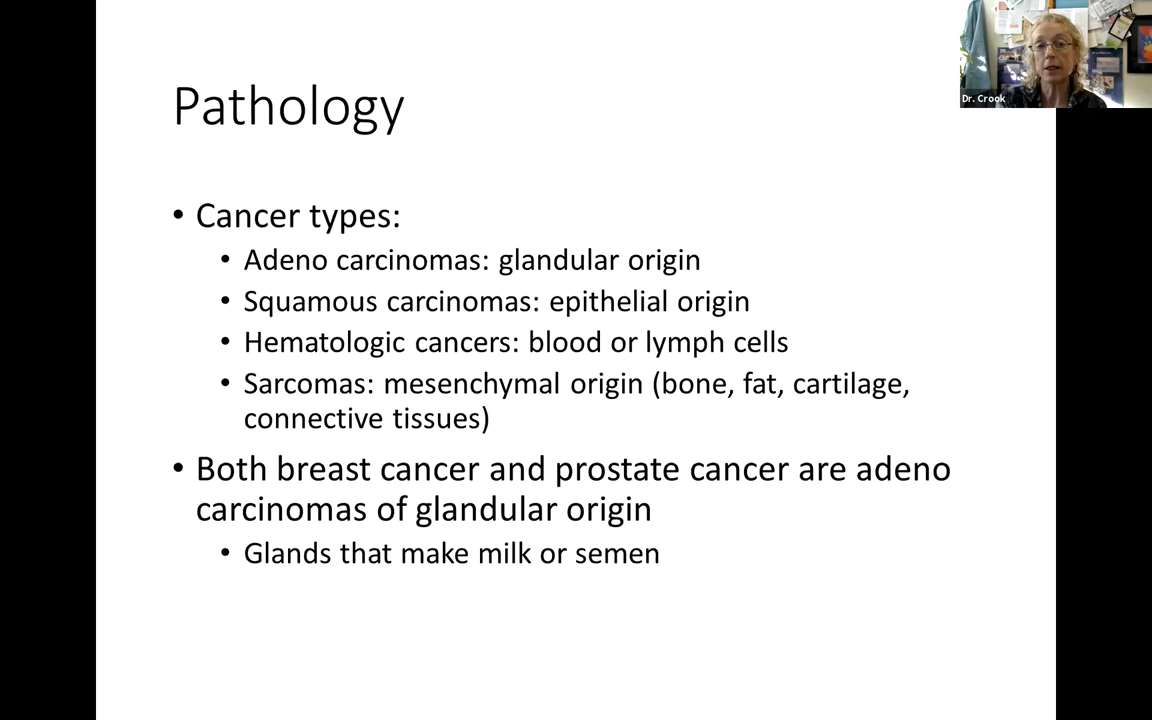 Dr. Crook
Pathology
• Cancer types:
• Adeno carcinomas: glandular origin
• Squamous carcinomas: epithelial origin
• Hematologic cancers: blood or lymph cells
• Sarcomas: mesenchymal origin (bone, fat, cartilage,
connective tissues)
• Both breast cancer and prostate cancer are adeno
carcinomas of glandular origin
• Glands that make milk or semen